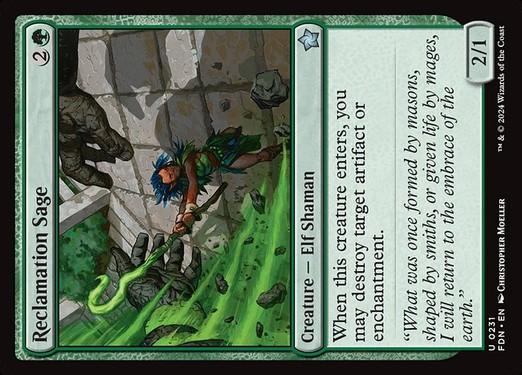 Reclamation Sage
2
Creature — Elf Shaman
When this creature enters, you
may destroy target artifact or
enchantment.
“What was once formed by masons,
shaped by smiths, or given life by mages,
I will return to the embrace of the
earth.”
2/1
U 0231
FDN • EN Christopher Moeller
™ & © 2024 Wizards of the Coast